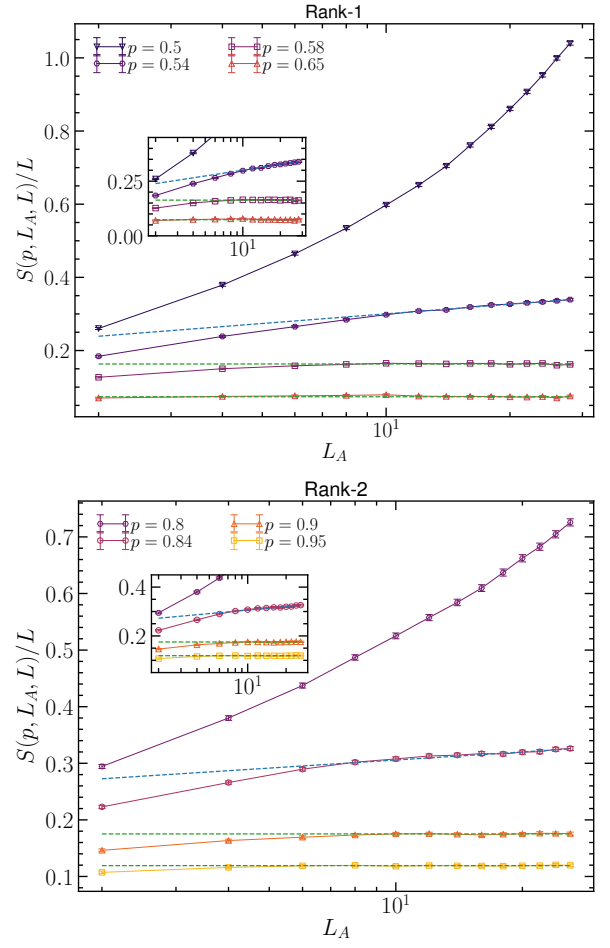 Rank-1
p = 0.5
p = 0.58
p = 0.54
p = 0.65
1.0
0.8
0.6
0.4
0.2
S(p, L_A, L)/L
0.25
0.00
10^1
10^1
L_A
Rank-2
p = 0.8
p = 0.9
p = 0.84
p = 0.95
0.7
0.6
0.5
0.4
0.3
0.2
0.1
S(p, L_A, L)/L
0.4
0.2
10^1
10^1
L_A